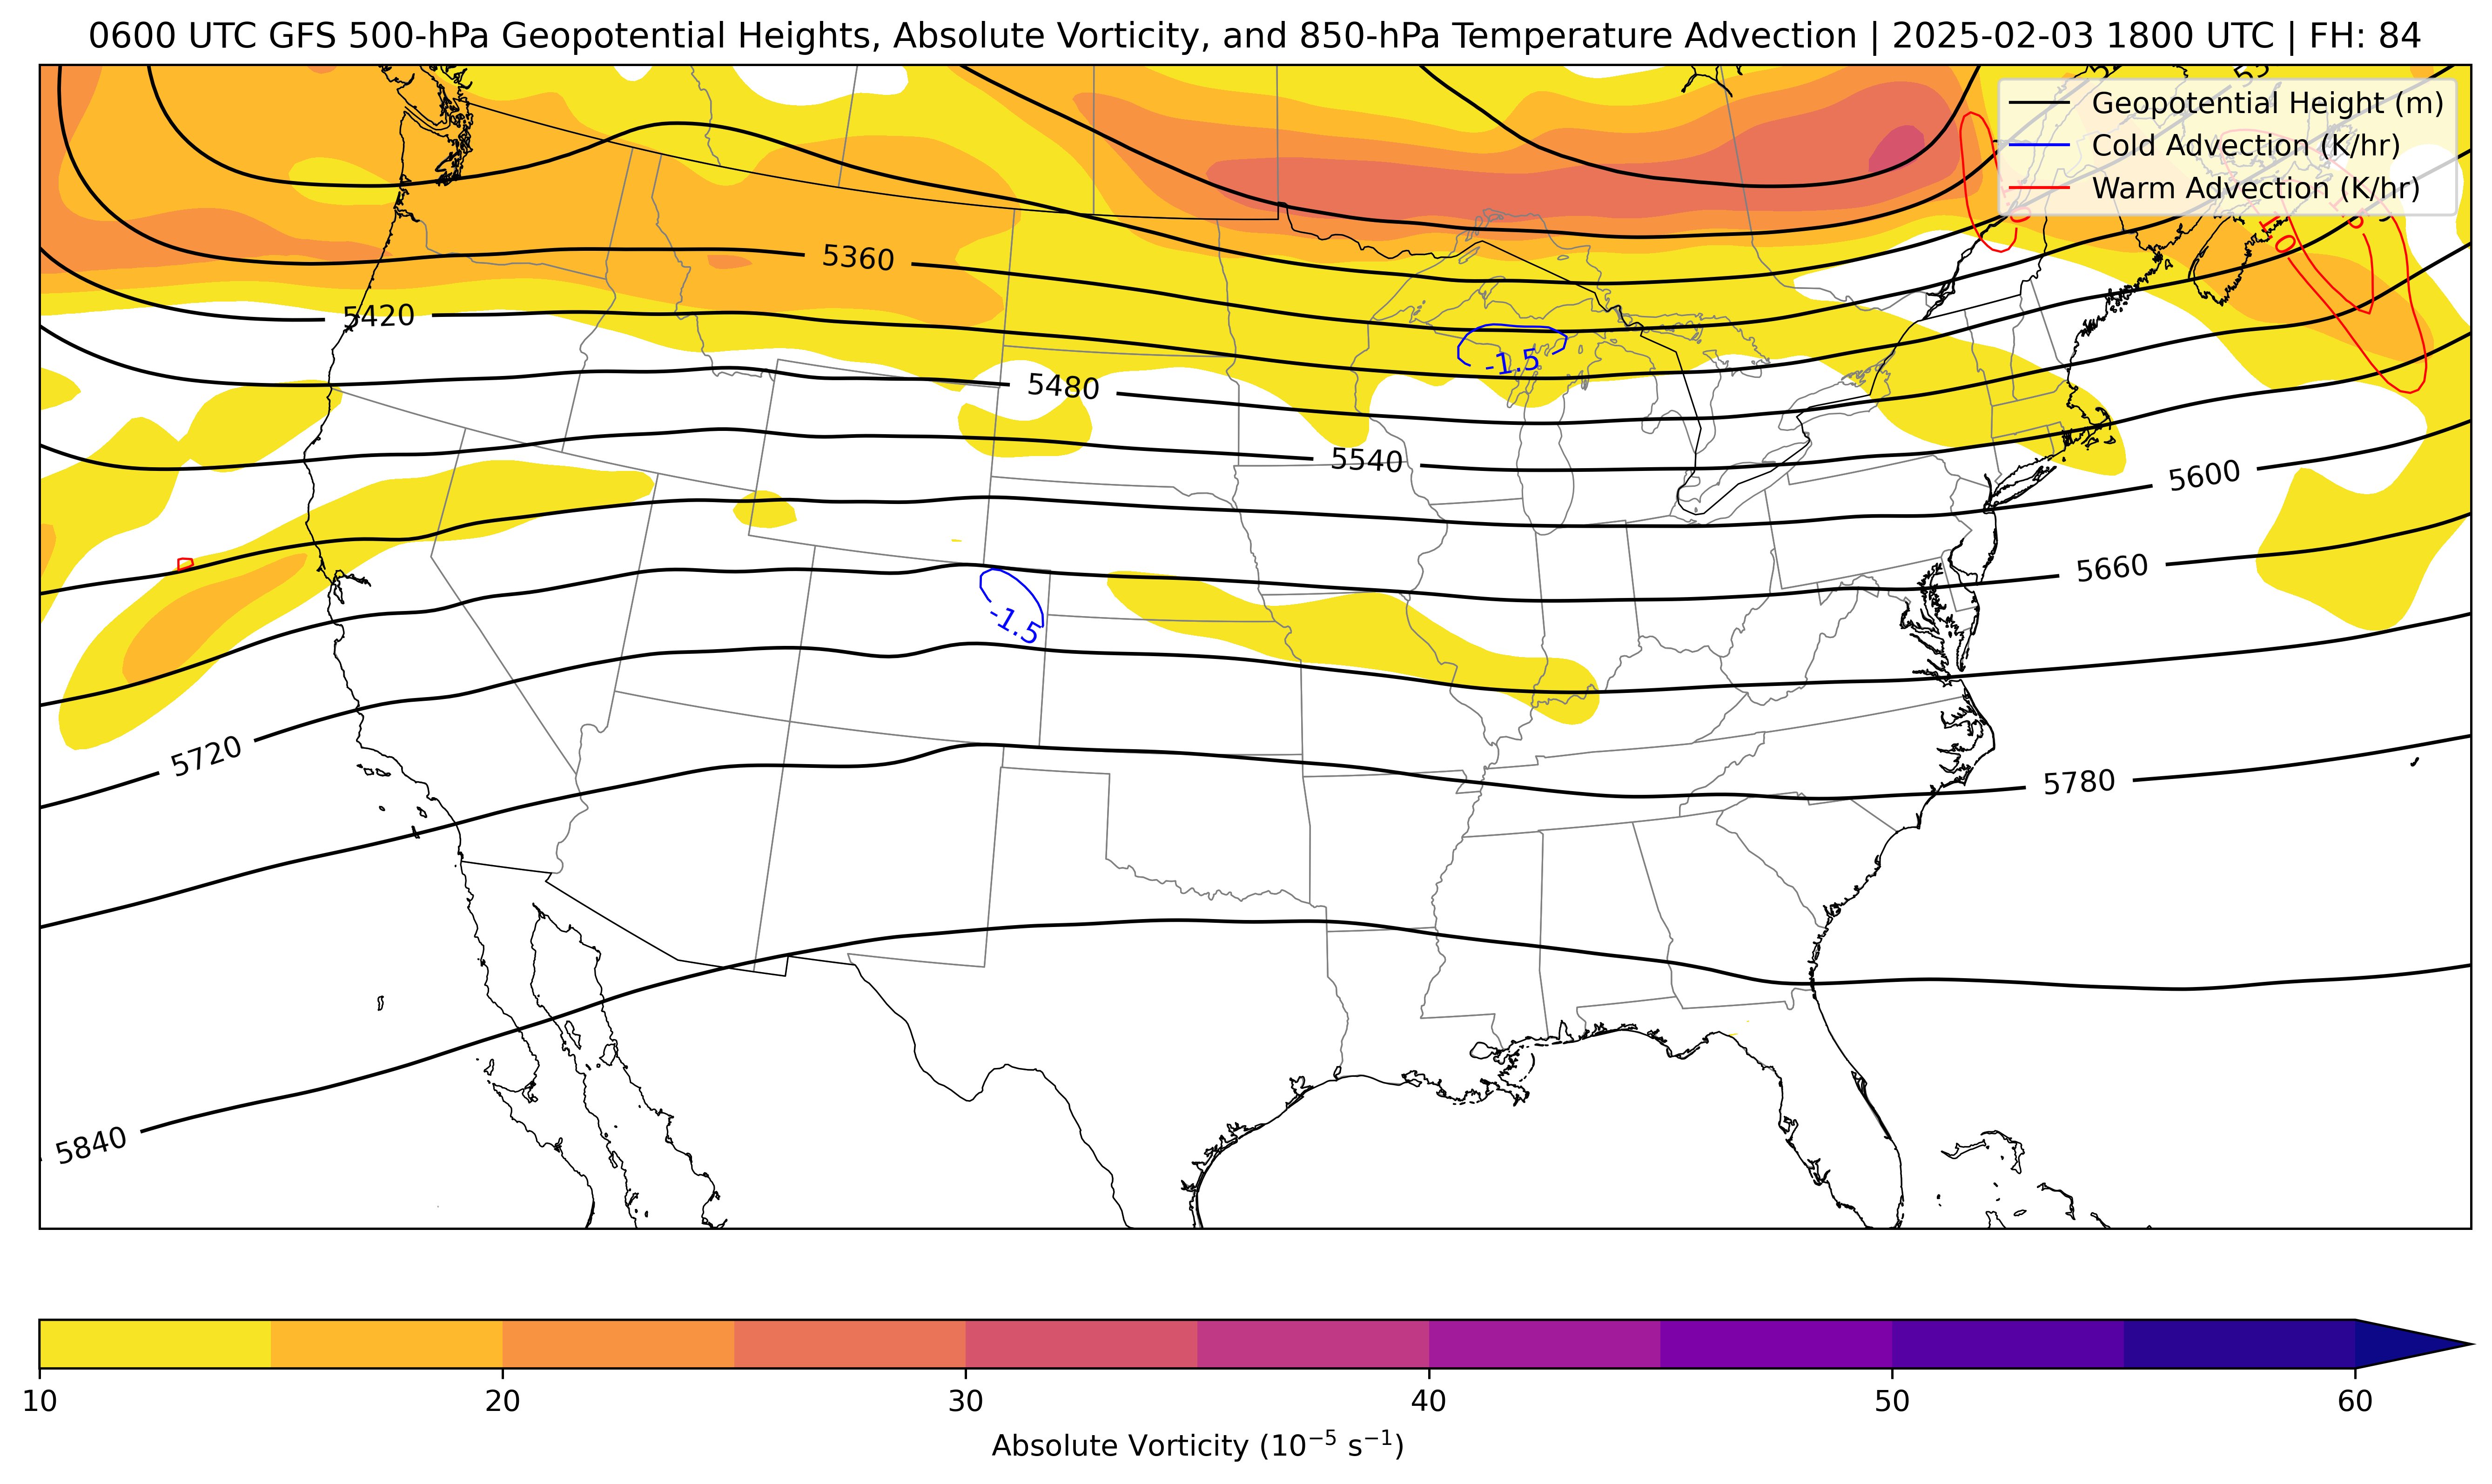 0600 UTC GFS 500-hPa Geopotential Heights, Absolute Vorticity, and 850-hPa Temperature Advection | 2025-02-03 1800 UTC | FH: 84
Geopotential Height (m)
Cold Advection (K/hr)
Warm Advection (K/hr)
5360
5420
5480
-1.5
5540
5600
5660
-1.5
5720
5780
5840
10 20 30 40 50 60
Absolute Vorticity (10⁻⁵ s⁻¹)